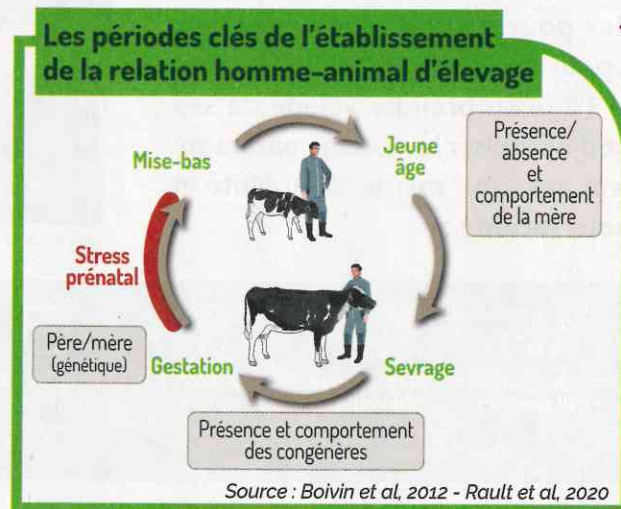 Les périodes clés de l'établissement
de la relation homme-animal d'élevage
Mise-bas
Jeune
âge
Présence/
absence
et
comportement
de la mère
Stress
prénatal
Père/mère
(génétique)
Gestation
Sevrage
Présence et comportement
des congénères
Source : Boivin et al, 2012 - Rault et al, 2020